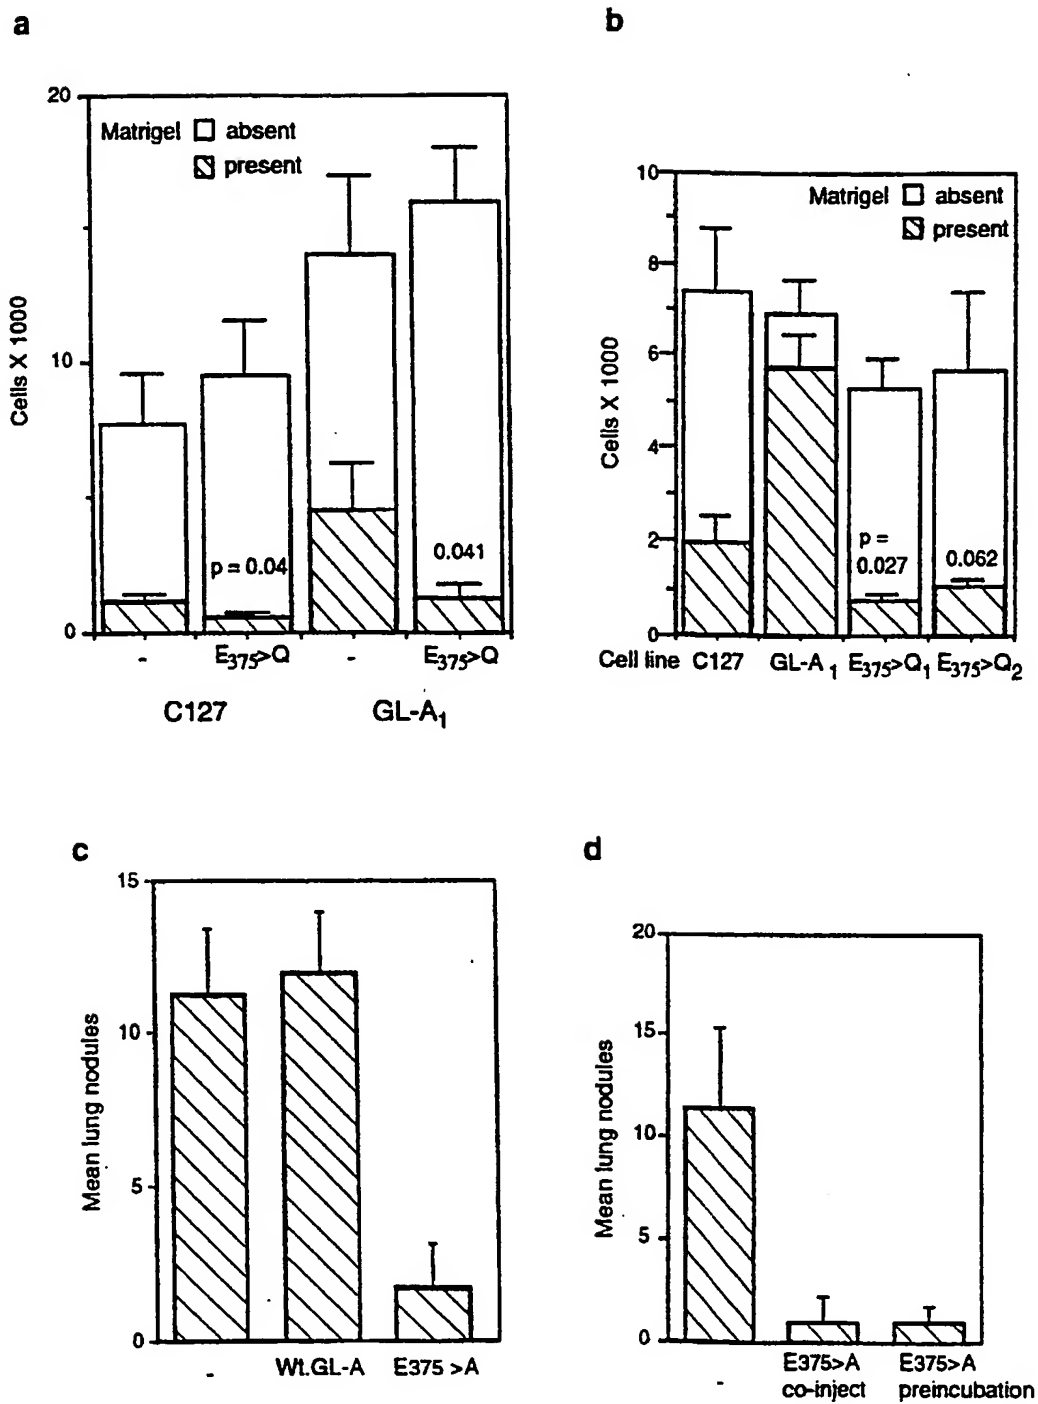 a
20
10
0
Cells X 1000
Matrigel absent
present
p = 0.04
0.041
- E375>Q - E375>Q
C127 GL-A1
b
10
8
6
4
2
0
Cells X 1000
Matrigel absent
present
p =
0.027
0.062
Cell line C127 GL-A1 E375>Q1 E375>Q2
c
15
10
5
0
Mean lung nodules
- Wt.GL-A E375 >A
d
20
15
10
5
0
Mean lung nodules
- E375>A E375>A
co-inject preincubation